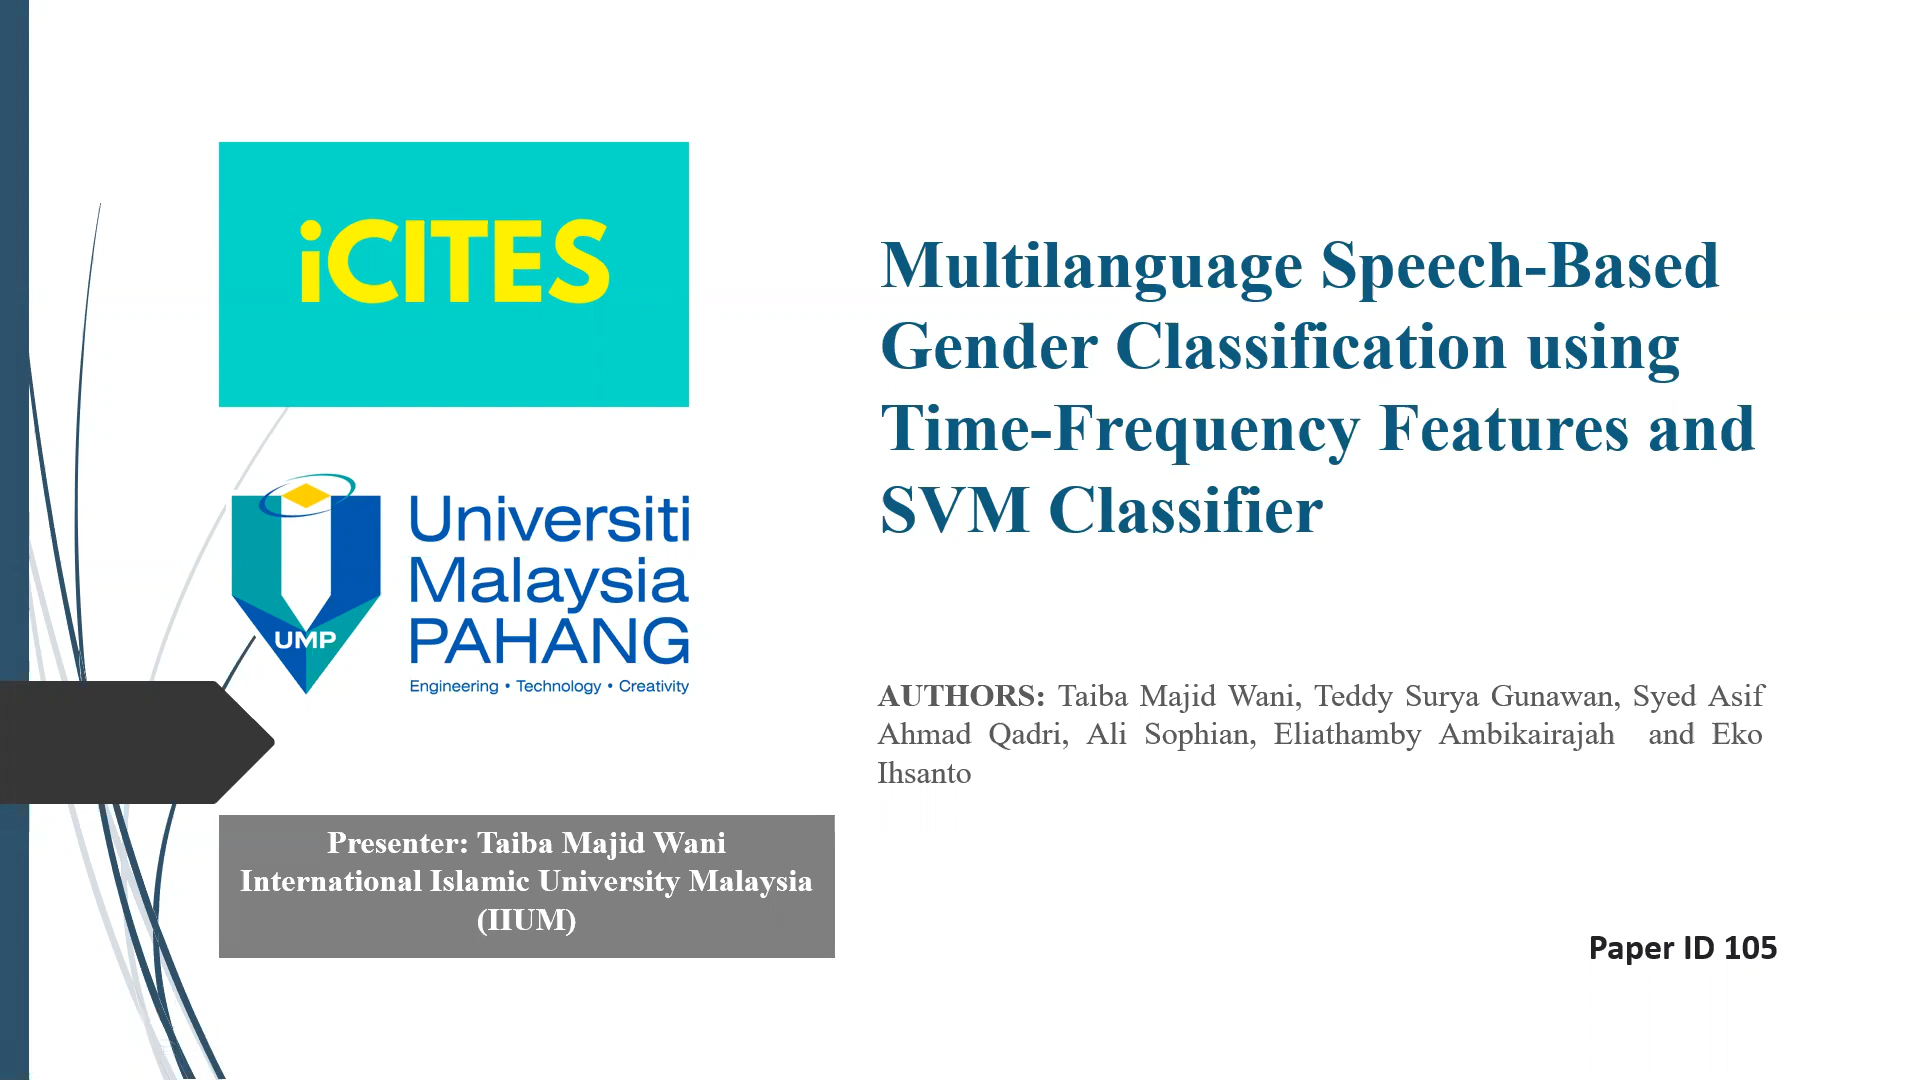 iCITES
Universiti
Malaysia
PAHANG
Engineering • Technology • Creativity
UMP
Multilanguage Speech-Based
Gender Classification using
Time-Frequency Features and
SVM Classifier
AUTHORS: Taiba Majid Wani, Teddy Surya Gunawan, Syed Asif
Ahmad Qadri, Ali Sophian, Eliathamby Ambikairajah and Eko
Ihsanto
Presenter: Taiba Majid Wani
International Islamic University Malaysia
(IIUM)
Paper ID 105